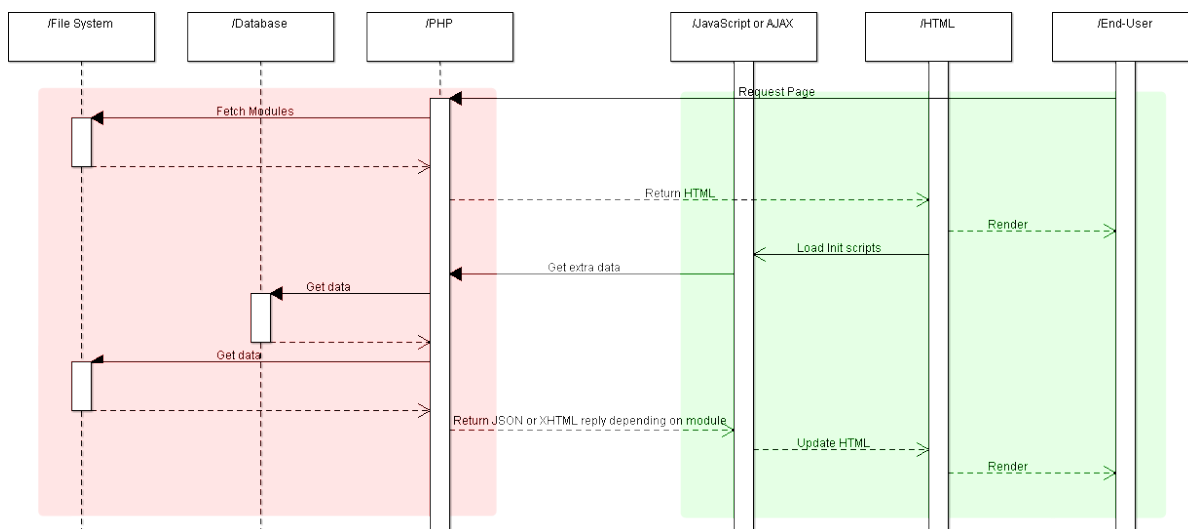 /File System
/Database
/PHP
/JavaScript or AJAX
/HTML
/End-User
Request Page
Fetch Modules
Return HTML
Render
Load Init scripts
Get extra data
Get data
Get data
Return JSON or XHTML reply depending on module
Update HTML
Render